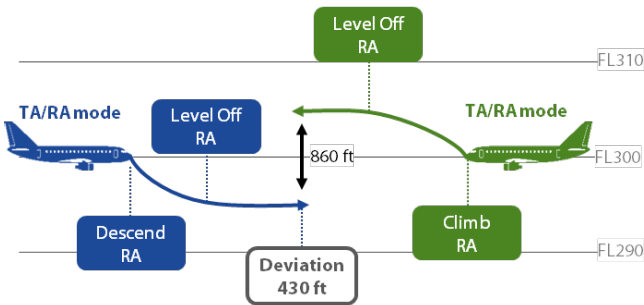 Level Off
RA
FL310
TA/RA mode
Level Off
RA
TA/RA mode
860 ft
FL300
Descend
RA
Climb
RA
Deviation
430 ft
FL290